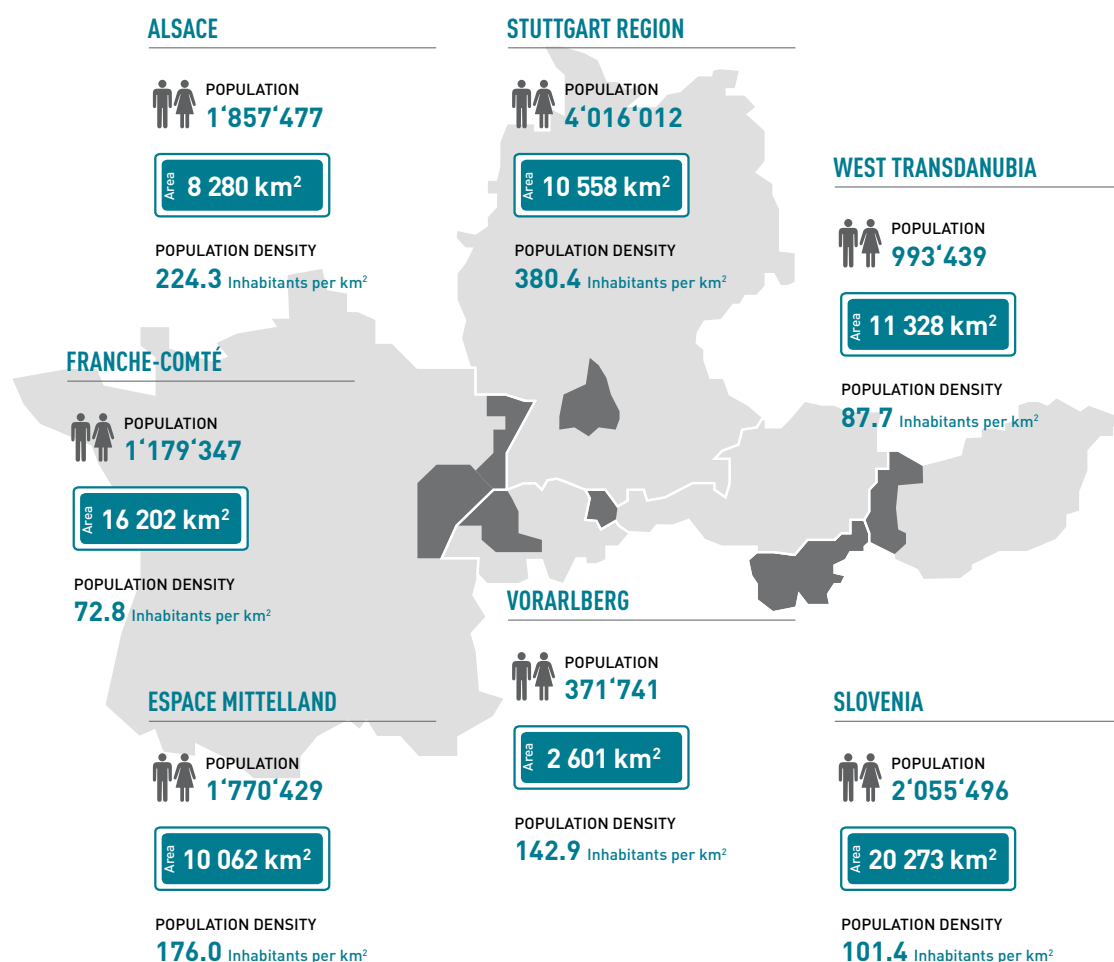 ALSACE
POPULATION
1‘857‘477
Area
8 280 km²
POPULATION DENSITY
224.3 Inhabitants per km²
STUTTGART REGION
POPULATION
4‘016‘012
Area
10 558 km²
POPULATION DENSITY
380.4 Inhabitants per km²
WEST TRANSDANUBIA
POPULATION
993‘439
Area
11 328 km²
POPULATION DENSITY
87.7 Inhabitants per km²
FRANCHE-COMTÉ
POPULATION
1‘179‘347
Area
16 202 km²
POPULATION DENSITY
72.8 Inhabitants per km²
VORARLBERG
POPULATION
371‘741
Area
2 601 km²
POPULATION DENSITY
142.9 Inhabitants per km²
ESPACE MITTELLAND
POPULATION
1‘770‘429
Area
10 062 km²
POPULATION DENSITY
176.0 Inhabitants per km²
SLOVENIA
POPULATION
2‘055‘496
Area
20 273 km²
POPULATION DENSITY
101.4 Inhabitants per km²